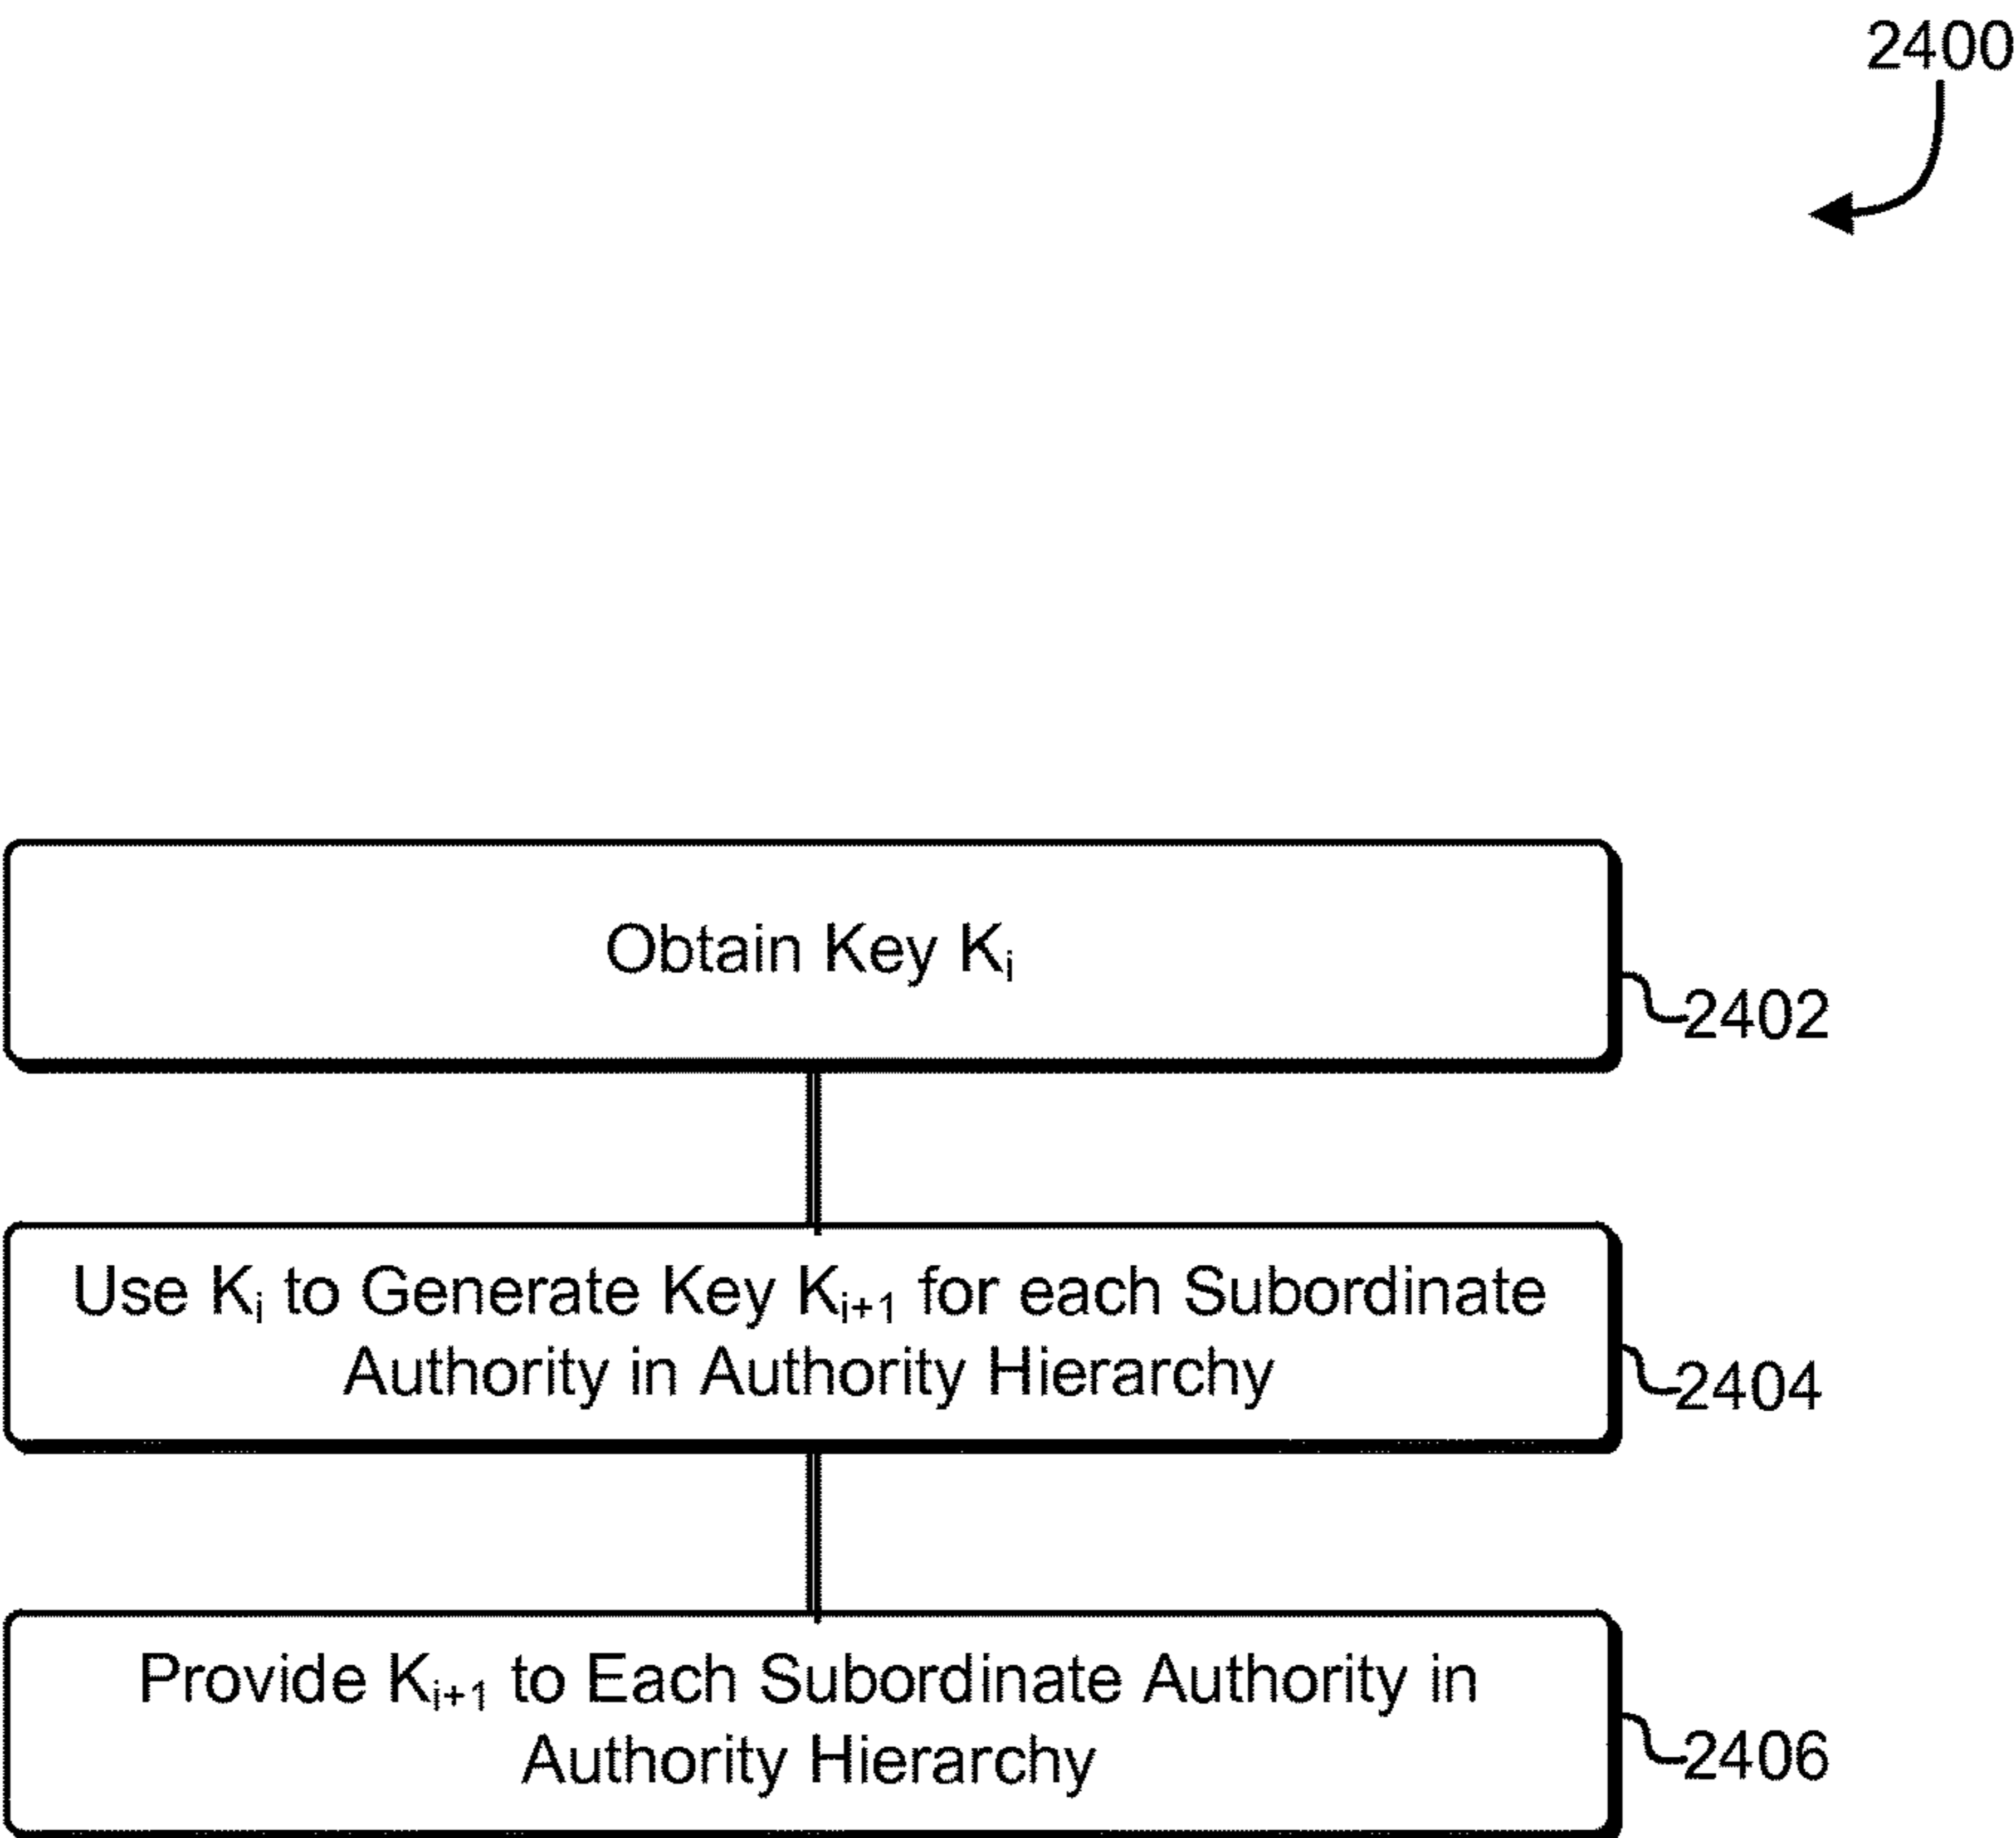 2400
Obtain Key Kᵢ
2402
Use Kᵢ to Generate Key Kᵢ₊₁ for each Subordinate
Authority in Authority Hierarchy
2404
Provide Kᵢ₊₁ to Each Subordinate Authority in
Authority Hierarchy
2406